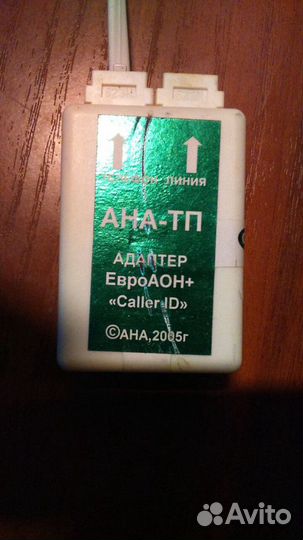 линия
АНА-ТП
АДАПТЕР
ЕвроАОН+
«Caller ID»
©АНА,2005г
Avito